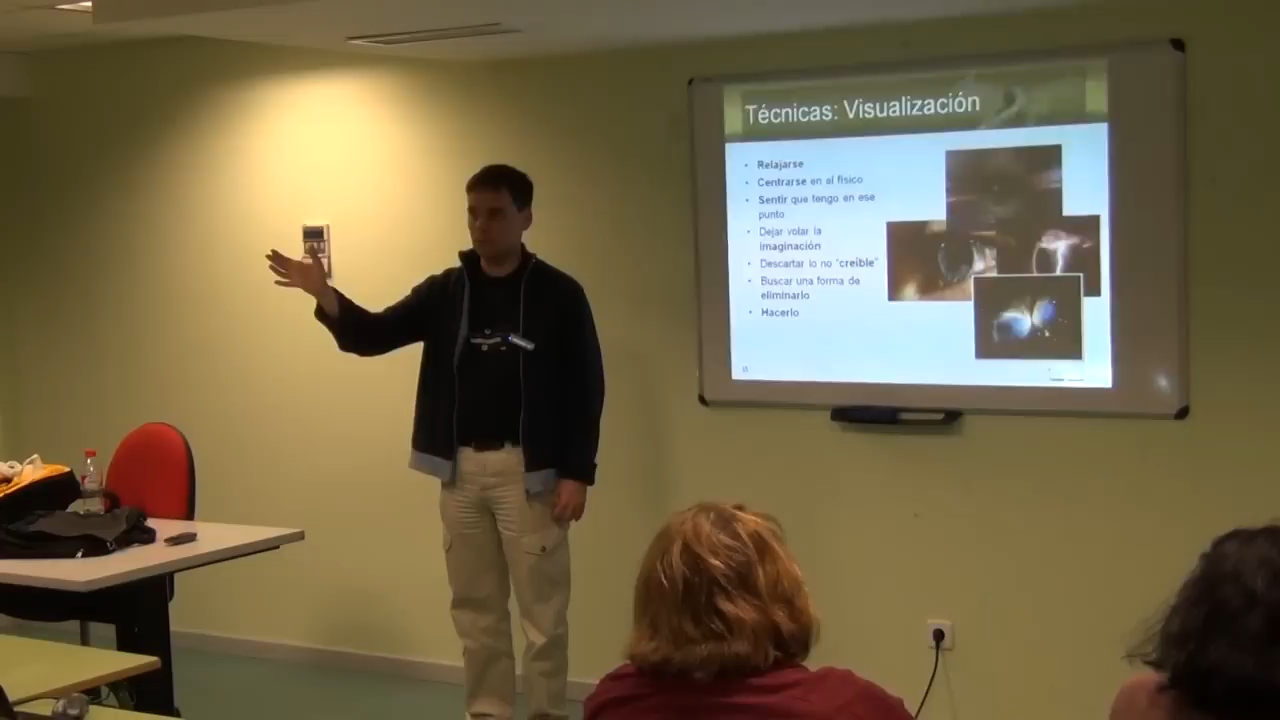 Técnicas: Visualización
• Relajarse
• Centrarse en al físico
• Sentir que tengo en ese
punto
• Dejar volar la
imaginación
• Descartar lo no "creíble"
• Buscar una forma de
eliminarlo
• Hacerlo